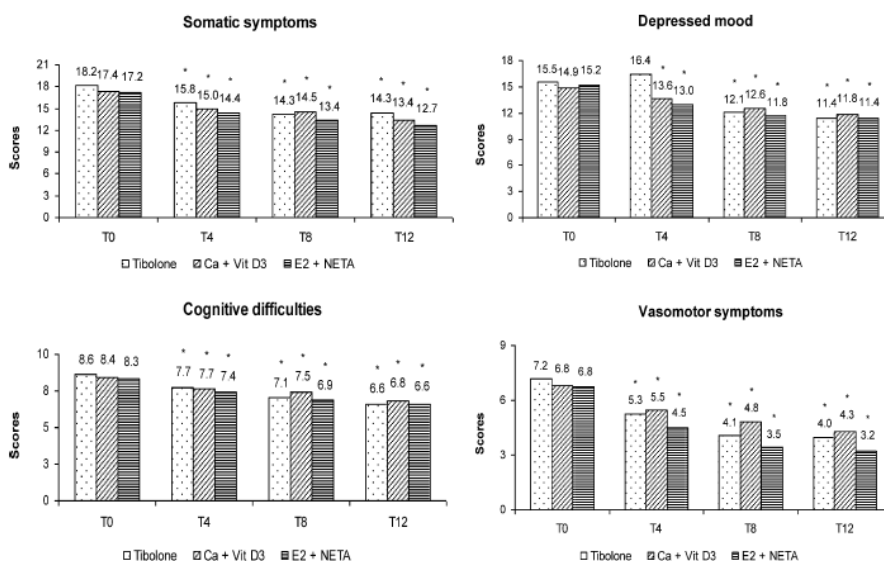 Somatic symptoms
Scores
21
18
15
12
9
6
3
0
18.2 17.4 17.2
* * *
15.8 15.0 14.4
* * *
14.3 14.5 13.4
* * *
14.3 13.4 12.7
T0 T4 T8 T12
Tibolone Ca + Vit D3 E2 + NETA
Depressed mood
Scores
18
15
12
9
6
3
0
15.5 14.9 15.2
* *
16.4 13.6 13.0
* * *
12.1 12.6 11.8
* * *
11.4 11.8 11.4
T0 T4 T8 T12
Tibolone Ca + Vit D3 E2 + NETA
Cognitive difficulties
Scores
10
8
5
3
0
8.6 8.4 8.3
* * *
7.7 7.7 7.4
* * *
7.1 7.5 6.9
* * *
6.6 6.8 6.6
T0 T4 T8 T12
Tibolone Ca + Vit D3 E2 + NETA
Vasomotor symptoms
Scores
9
6
3
0
7.2 6.8 6.8
* * *
5.3 5.5 4.5
* * *
4.1 4.8 3.5
* * *
4.0 4.3 3.2
T0 T4 T8 T12
Tibolone Ca + Vit D3 E2 + NETA